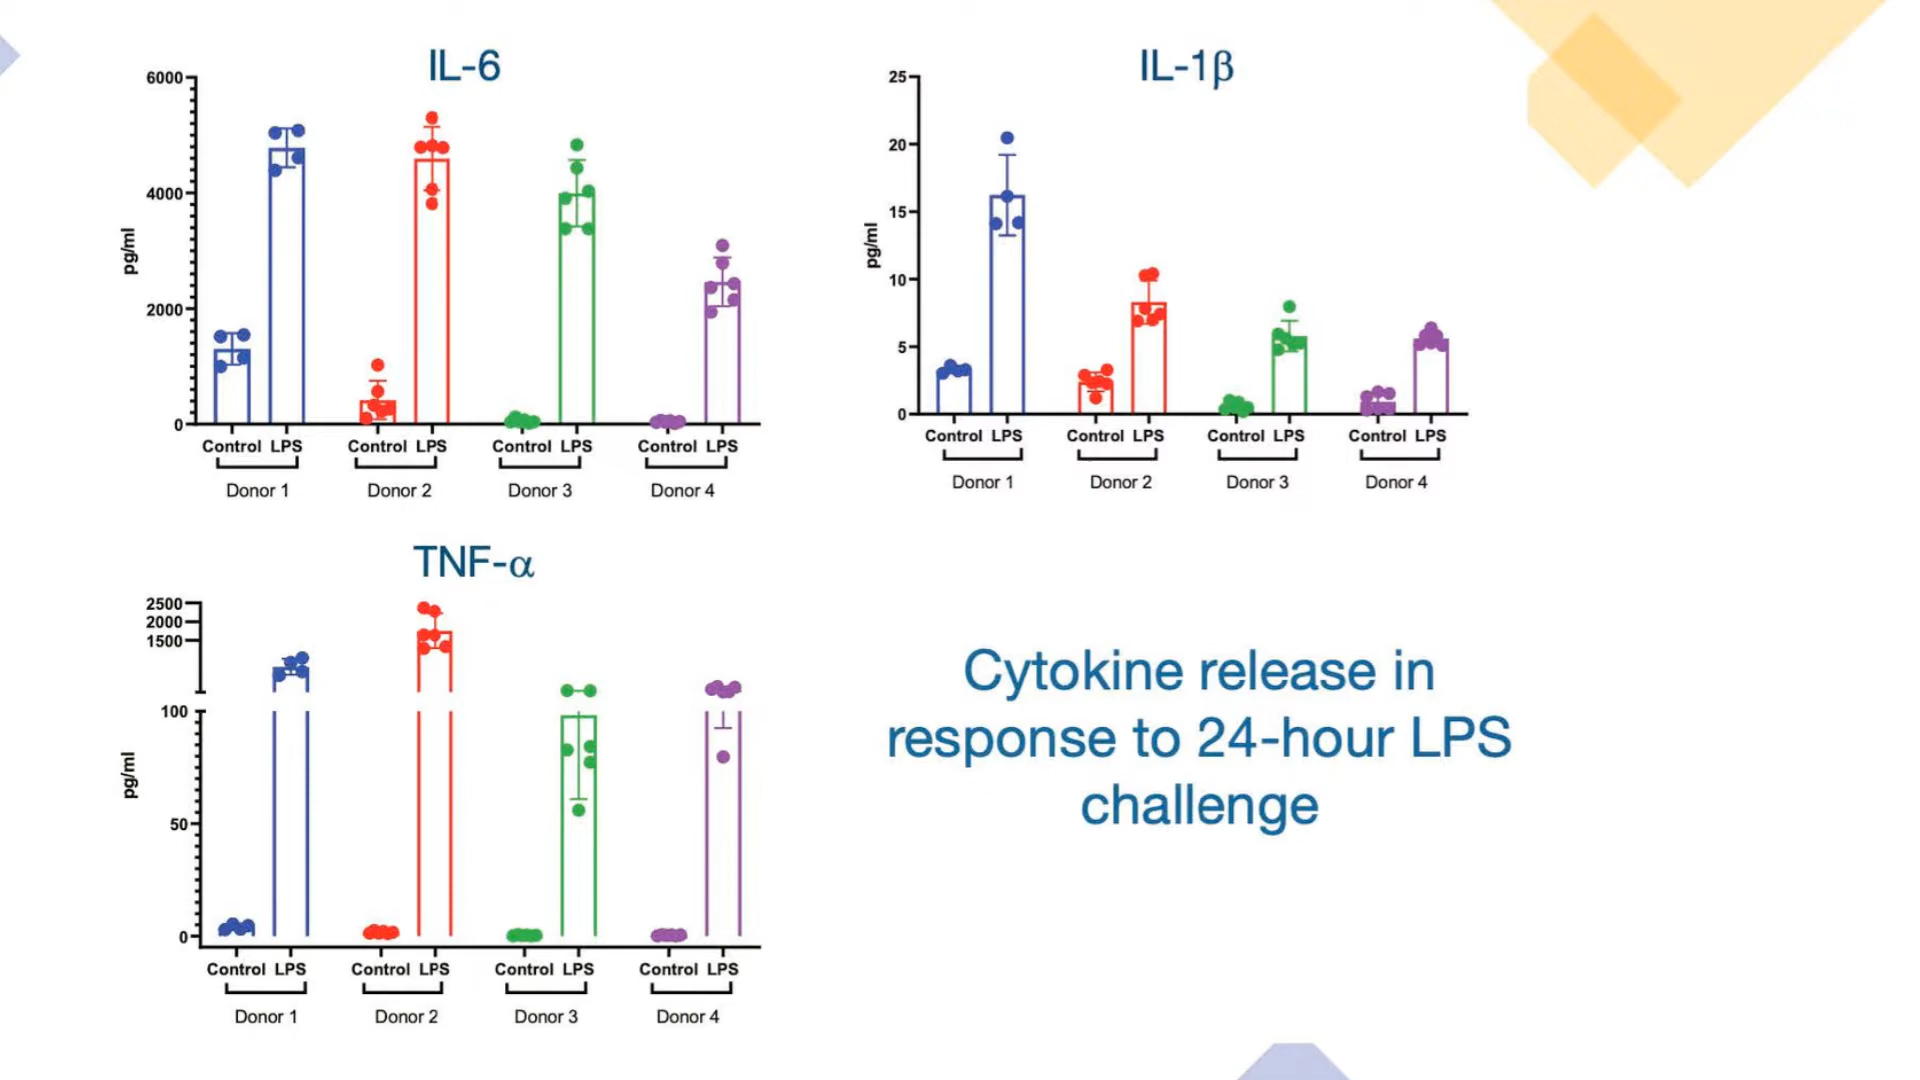 IL-6
6000
4000
2000
0
pg/ml
Control LPS Control LPS Control LPS Control LPS
Donor 1 Donor 2 Donor 3 Donor 4
IL-1β
25
20
15
10
5
0
pg/ml
Control LPS Control LPS Control LPS Control LPS
Donor 1 Donor 2 Donor 3 Donor 4
TNF-α
2500
2000
1500
100
50
0
pg/ml
Control LPS Control LPS Control LPS Control LPS
Donor 1 Donor 2 Donor 3 Donor 4
Cytokine release in
response to 24-hour LPS
challenge